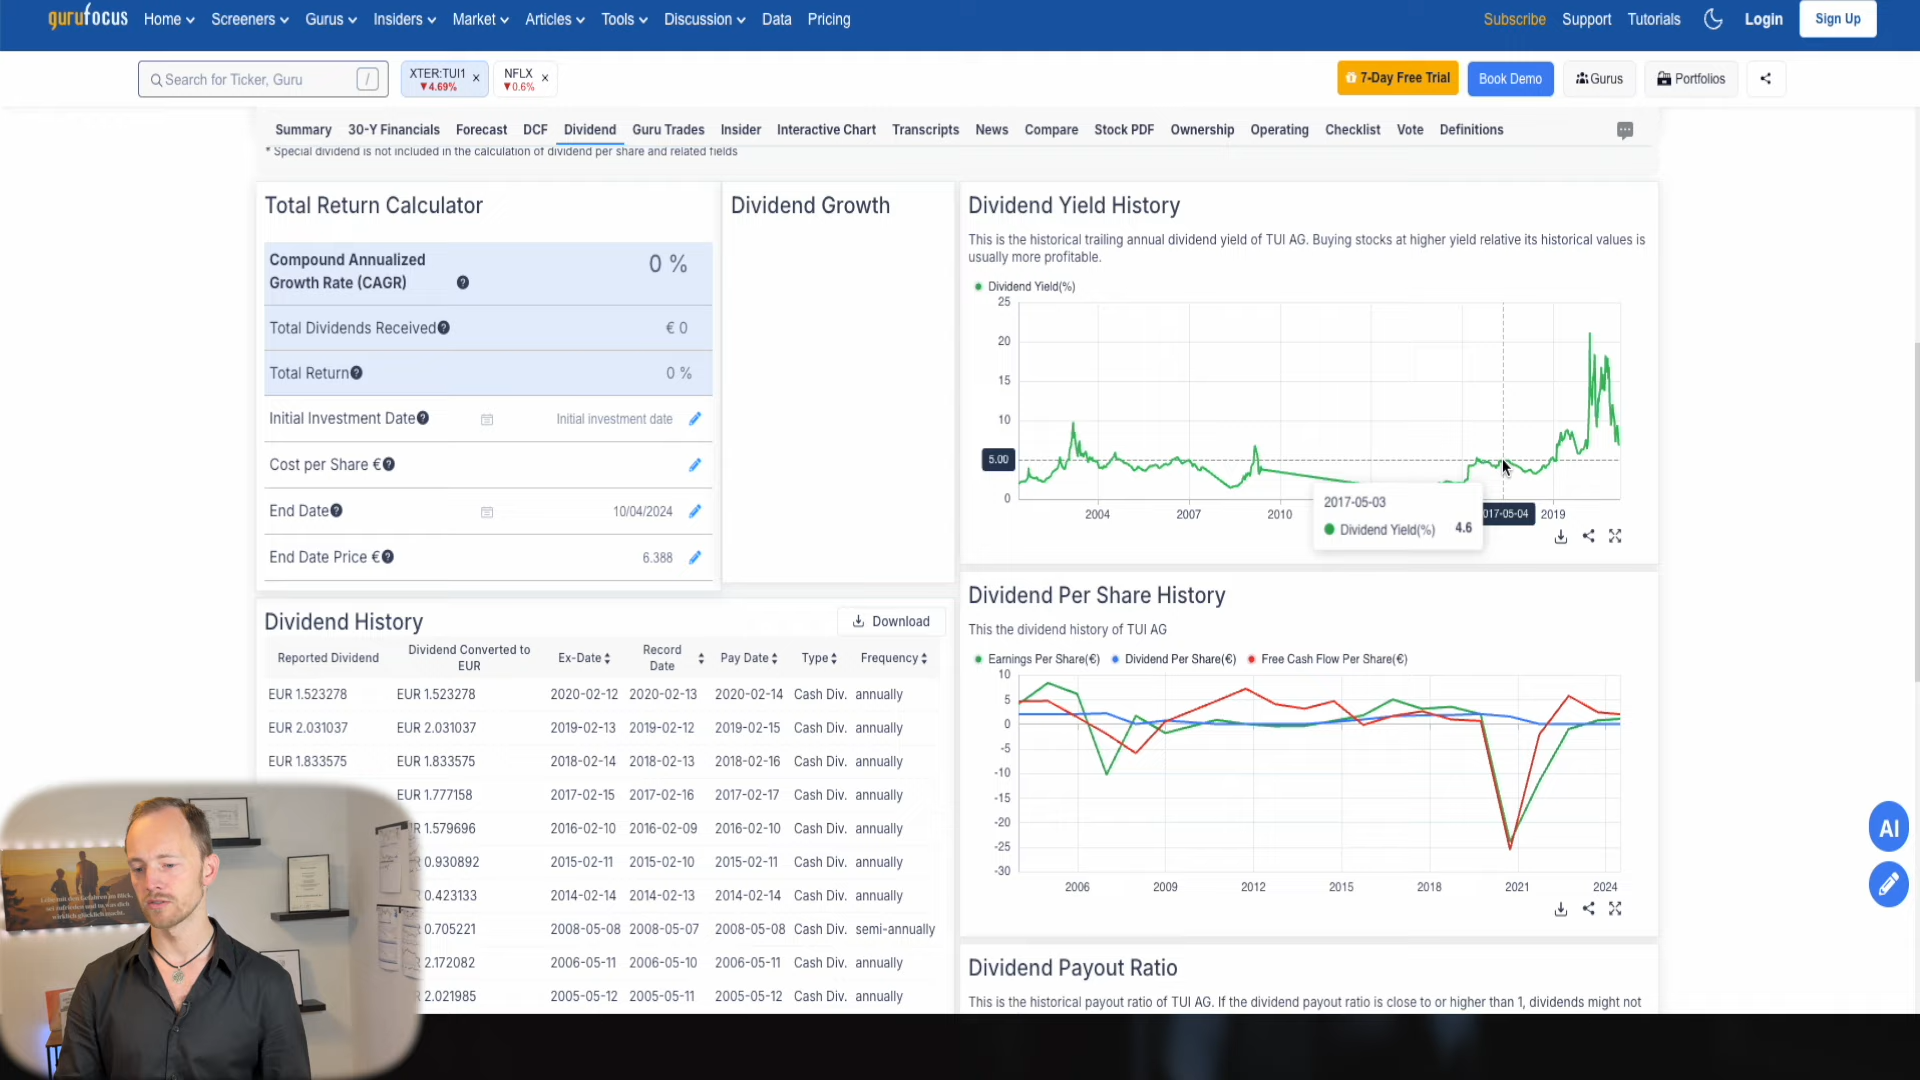 gurufocus Home Screeners Gurus Insiders Market Articles Tools Discussion Data Pricing Subscribe Support Tutorials Login Sign Up
Search for Ticker, Guru / XTER:TUI1 × NFLX × 7-Day Free Trial Book Demo Gurus Portfolios
▼4.69% ▼0.6%
Summary 30-Y Financials Forecast DCF Dividend Guru Trades Insider Interactive Chart Transcripts News Compare Stock PDF Ownership Operating Checklist Vote Definitions
* Special dividend is not included in the calculation of dividend per share and related fields
Total Return Calculator
Compound Annualized
Growth Rate (CAGR) ? 0 %
Total Dividends Received ? € 0
Total Return ? 0 %
Initial Investment Date ? Initial investment date
Cost per Share € ?
End Date ? 10/04/2024
End Date Price € ? 6.388
Dividend Growth
Dividend Yield History
This is the historical trailing annual dividend yield of TUI AG. Buying stocks at higher yield relative its historical values is
usually more profitable.
Dividend Yield(%)
25
20
15
10
5.00
0
2004 2007 2010 017-05-04 2019
2017-05-03
Dividend Yield(%) 4.6
Dividend History Download
Reported Dividend Dividend Converted to EUR Ex-Date Record Date Pay Date Type Frequency
EUR 1.523278 EUR 1.523278 2020-02-12 2020-02-13 2020-02-14 Cash Div. annually
EUR 2.031037 EUR 2.031037 2019-02-13 2019-02-12 2019-02-15 Cash Div. annually
EUR 1.833575 EUR 1.833575 2018-02-14 2018-02-13 2018-02-16 Cash Div. annually
EUR 1.777158 2017-02-15 2017-02-16 2017-02-17 Cash Div. annually
R 1.579696 2016-02-10 2016-02-09 2016-02-10 Cash Div. annually
R 0.930892 2015-02-11 2015-02-10 2015-02-11 Cash Div. annually
R 0.423133 2014-02-14 2014-02-13 2014-02-14 Cash Div. annually
0.705221 2008-05-08 2008-05-07 2008-05-08 Cash Div. semi-annually
R 2.172082 2006-05-11 2006-05-10 2006-05-11 Cash Div. annually
R 2.021985 2005-05-12 2005-05-11 2005-05-12 Cash Div. annually
Dividend Per Share History
This the dividend history of TUI AG
Earnings Per Share(€) Dividend Per Share(€) Free Cash Flow Per Share(€)
10
5
0
-5
-10
-15
-20
-25
-30
2006 2009 2012 2015 2018 2021 2024
Dividend Payout Ratio
This is the historical payout ratio of TUI AG. If the dividend payout ratio is close to or higher than 1, dividends might not
AI